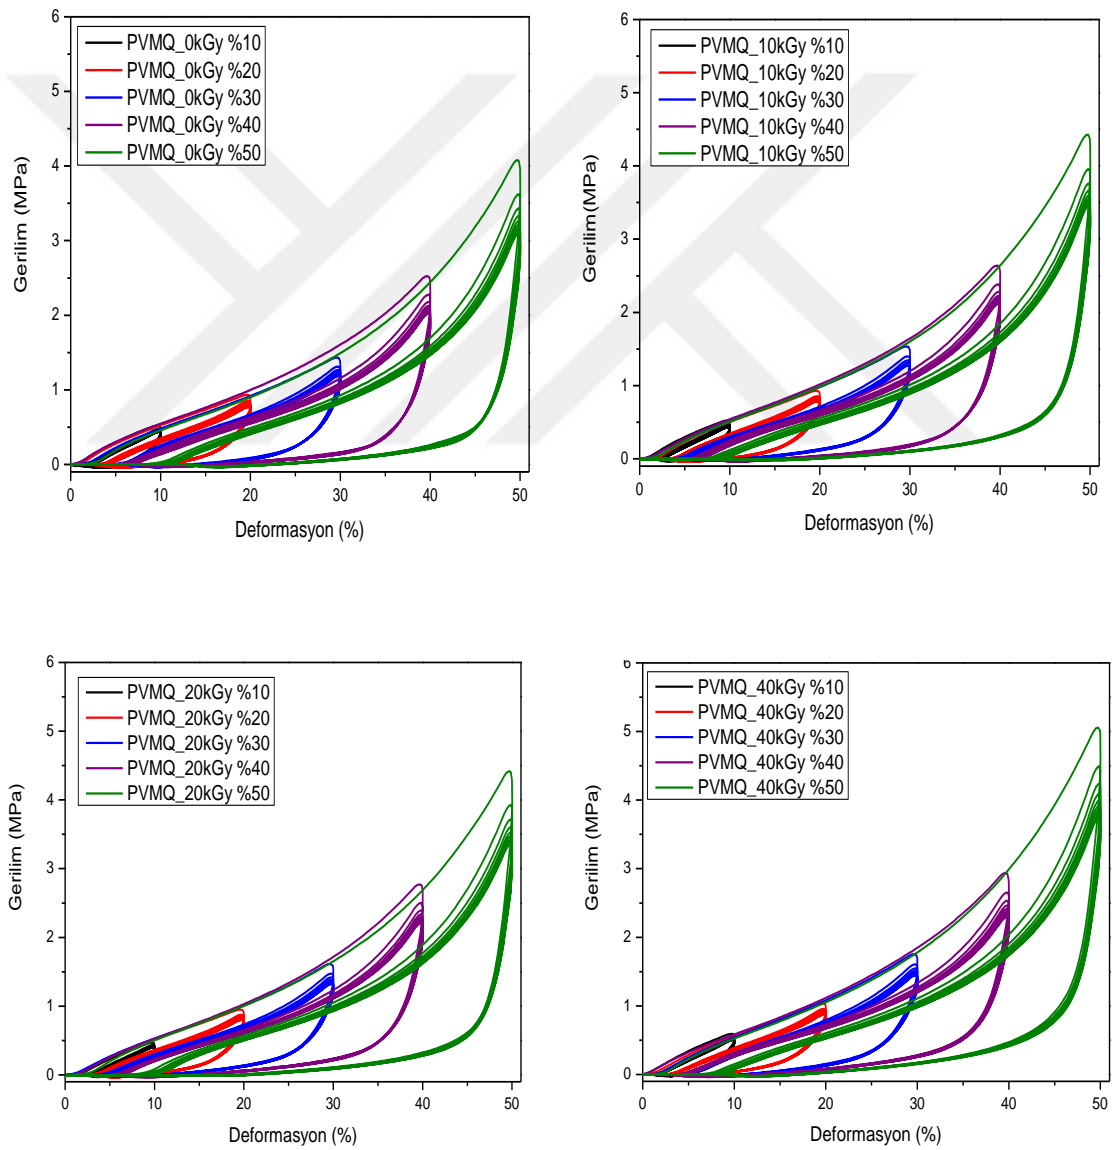 6
5
4
3
2
1
0
Gerilim (MPa)
PVMQ_0kGy %10
PVMQ_0kGy %20
PVMQ_0kGy %30
PVMQ_0kGy %40
PVMQ_0kGy %50
0 10 20 30 40 50
Deformasyon (%)
6
5
4
3
2
1
0
Gerilim(MPa)
PVMQ_10kGy %10
PVMQ_10kGy %20
PVMQ_10kGy %30
PVMQ_10kGy %40
PVMQ_10kGy %50
0 10 20 30 40 50
Deformasyon (%)
6
5
4
3
2
1
0
Gerilim (MPa)
PVMQ_20kGy %10
PVMQ_20kGy %20
PVMQ_20kGy %30
PVMQ_20kGy %40
PVMQ_20kGy %50
0 10 20 30 40 50
Deformasyon (%)
6
5
4
3
2
1
0
Gerilim (MPa)
PVMQ_40kGy %10
PVMQ_40kGy %20
PVMQ_40kGy %30
PVMQ_40kGy %40
PVMQ_40kGy %50
0 10 20 30 40 50
Deformasyon (%)